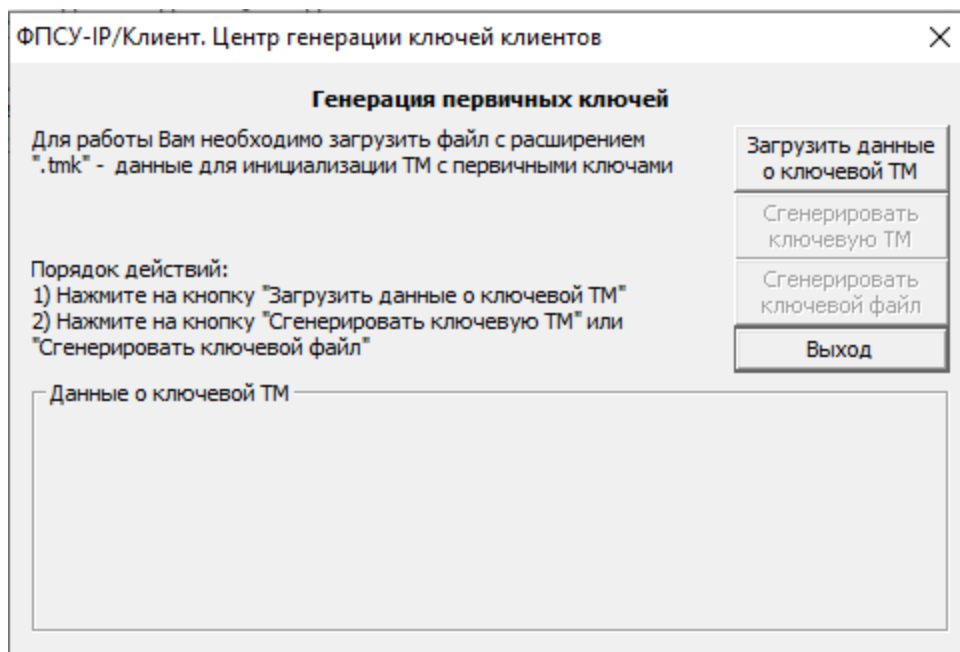 ФПСУ-IP/Клиент. Центр генерации ключей клиентов
Генерация первичных ключей
Для работы Вам необходимо загрузить файл с расширением
".tmk" - данные для инициализации ТМ с первичными ключами
Загрузить данные
о ключевой ТМ
Сгенерировать
ключевую ТМ
Сгенерировать
ключевой файл
Выход
Порядок действий:
1) Нажмите на кнопку "Загрузить данные о ключевой ТМ"
2) Нажмите на кнопку "Сгенерировать ключевую ТМ" или
"Сгенерировать ключевой файл"
Данные о ключевой ТМ